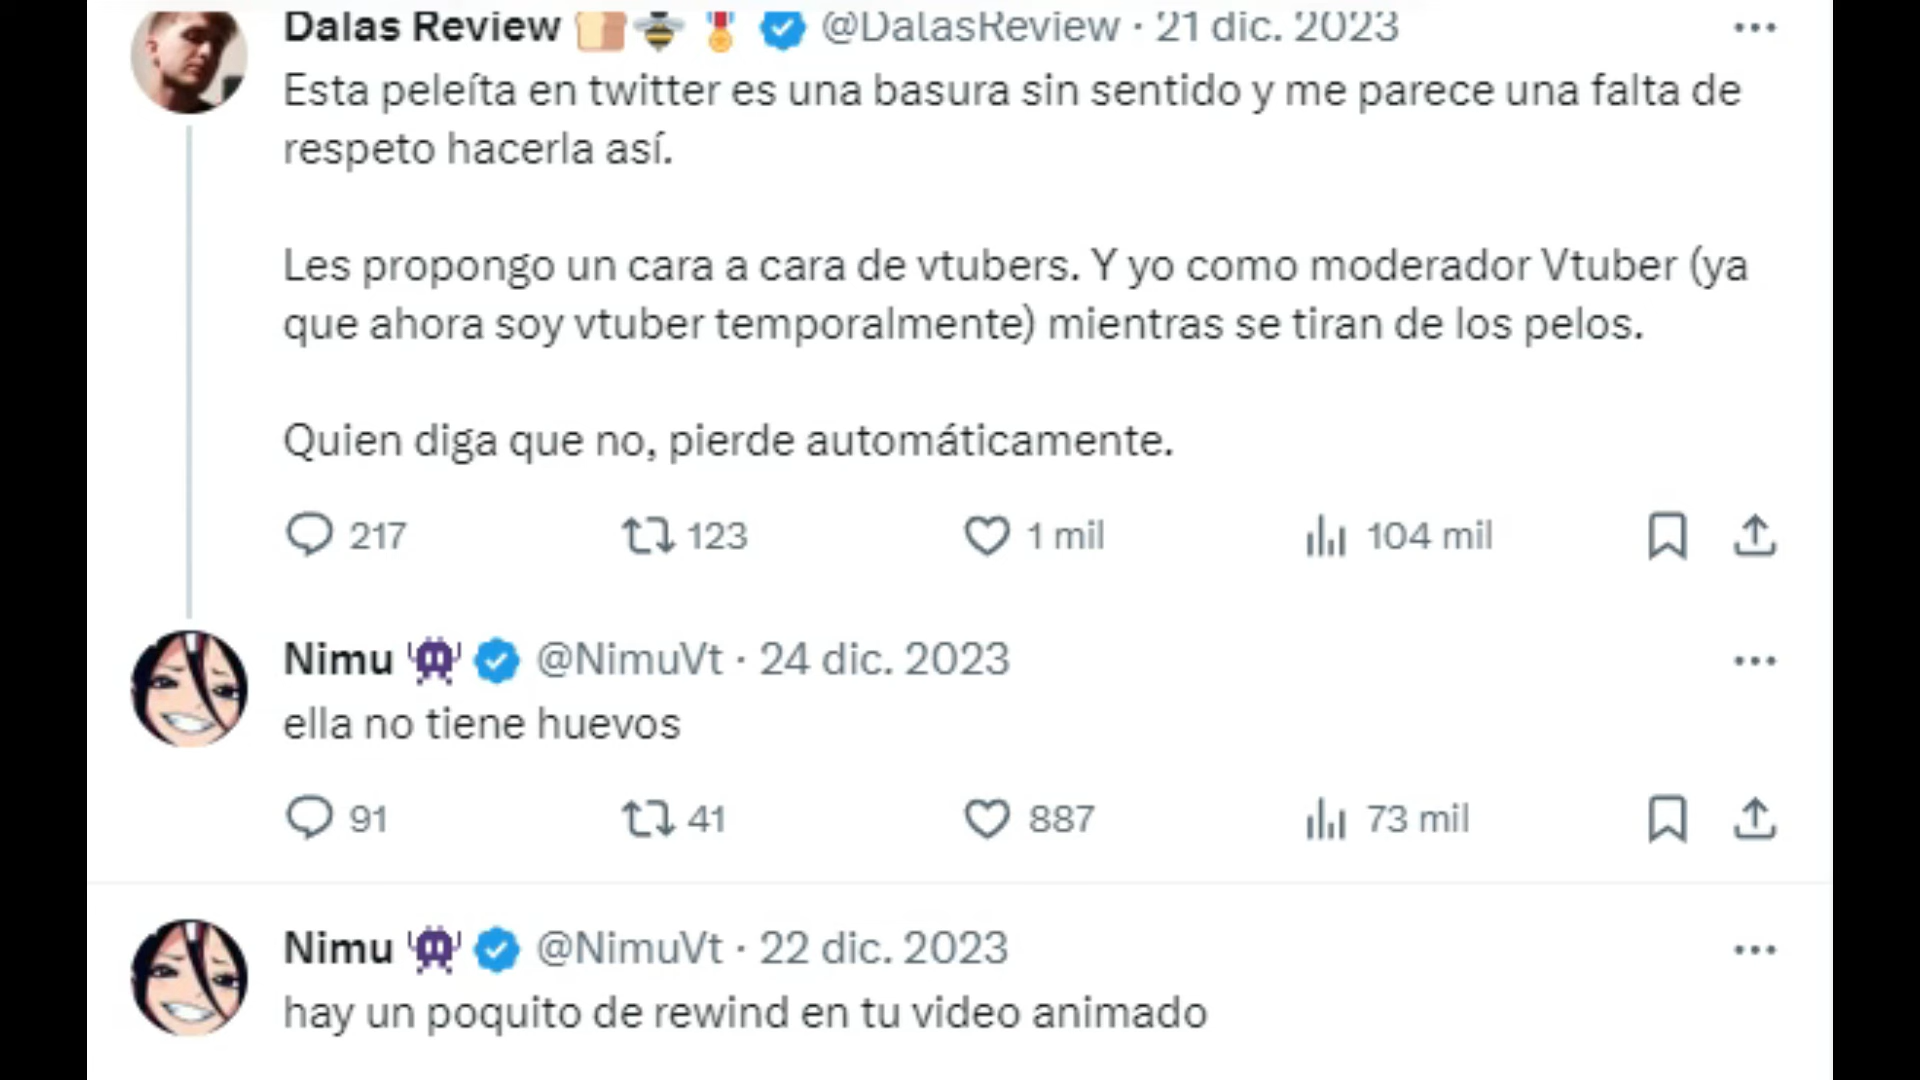 Dalas Review @DalasReview · 21 dic. 2023
Esta peleíta en twitter es una basura sin sentido y me parece una falta de
respeto hacerla así.
Les propongo un cara a cara de vtubers. Y yo como moderador Vtuber (ya
que ahora soy vtuber temporalmente) mientras se tiran de los pelos.
Quien diga que no, pierde automáticamente.
217 123 1 mil 104 mil
Nimu @NimuVt · 24 dic. 2023
ella no tiene huevos
91 41 887 73 mil
Nimu @NimuVt · 22 dic. 2023
hay un poquito de rewind en tu video animado